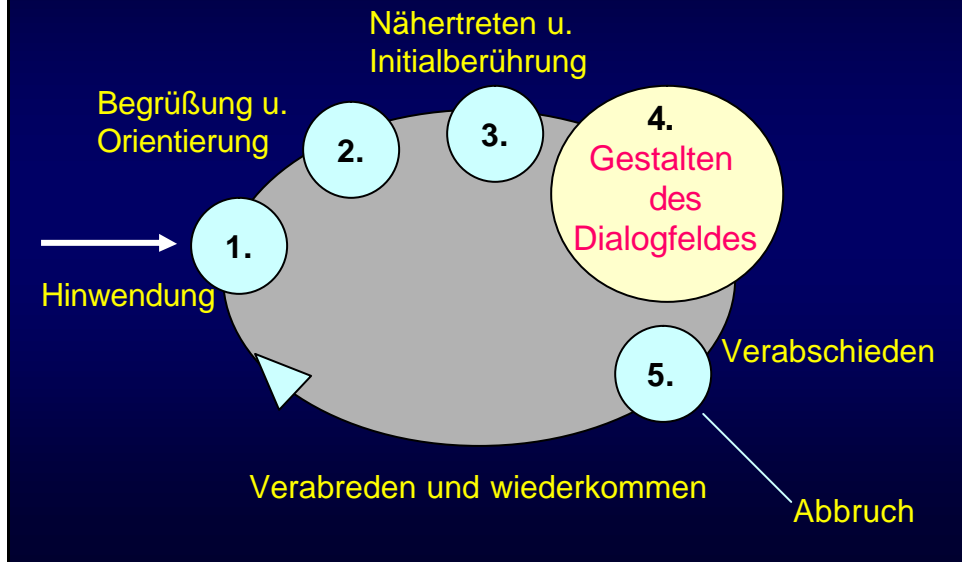 Nähertreten u.
Initialberührung
Begrüßung u.
Orientierung
2.
3.
4.
Gestalten
des
Dialogfeldes
1.
Hinwendung
Verabschieden
5.
Verabreden und wiederkommen
Abbruch